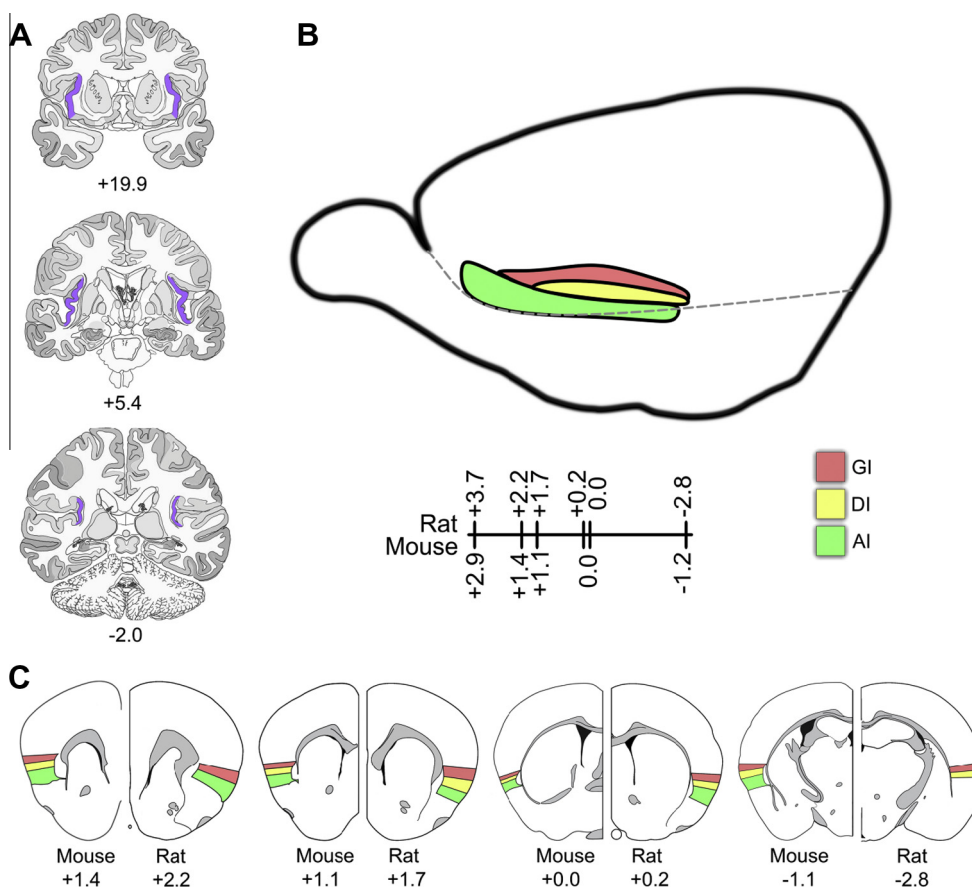 A
B
+19.9
+5.4
-2.0
+3.7 +2.2 +1.7 +0.2 0.0 -2.8
Rat
Mouse
+2.9 +1.4 +1.1 0.0 -1.2
GI
DI
AI
C
Mouse Rat Mouse Rat Mouse Rat Mouse Rat
+1.4 +2.2 +1.1 +1.7 +0.0 +0.2 -1.1 -2.8